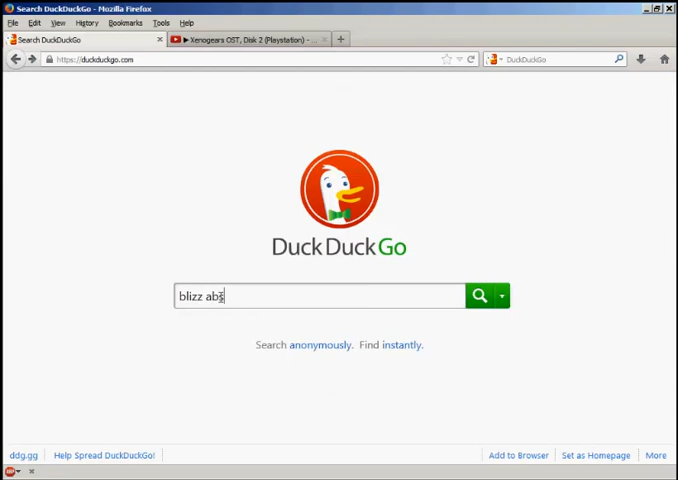 Search DuckDuckGo - Mozilla Firefox
File Edit View History Bookmarks Tools Help
Search DuckDuckGo × ▶ Xenogears OST, Disk 2 (Playstation) - ... × +
https://duckduckgo.com DuckDuckGo
DuckDuckGo
blizz abs
Search anonymously. Find instantly.
ddg.gg Help Spread DuckDuckGo! Add to Browser Set as Homepage More
ABP